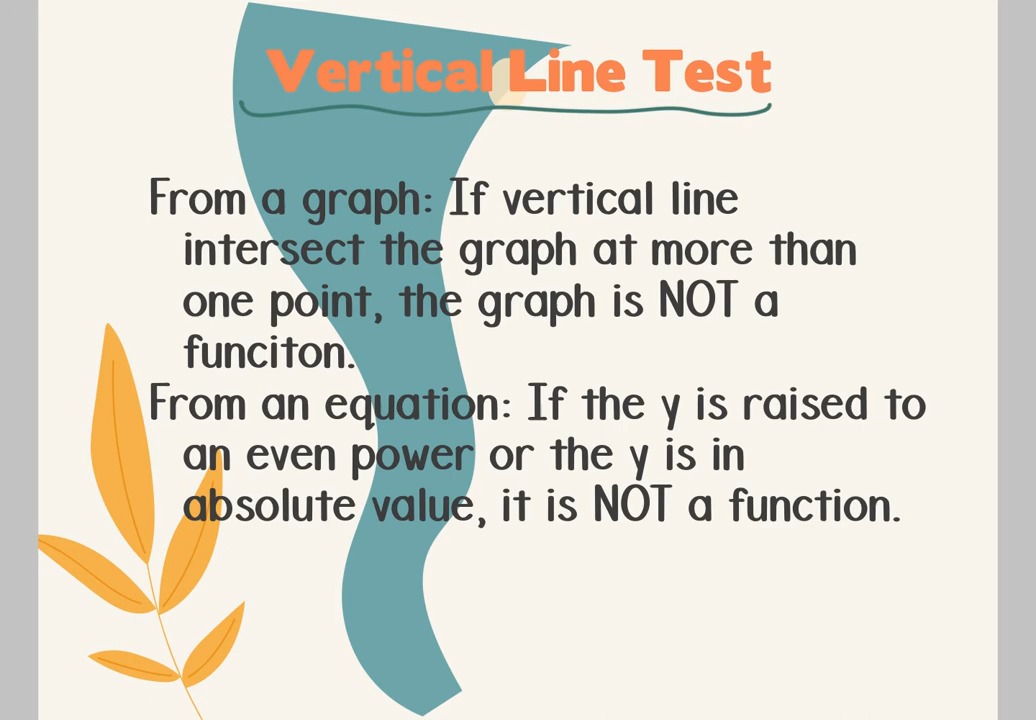 Vertical Line Test
From a graph: If vertical line
intersect the graph at more than
one point, the graph is NOT a
funciton.
From an equation: If the y is raised to
an even power or the y is in
absolute value, it is NOT a function.